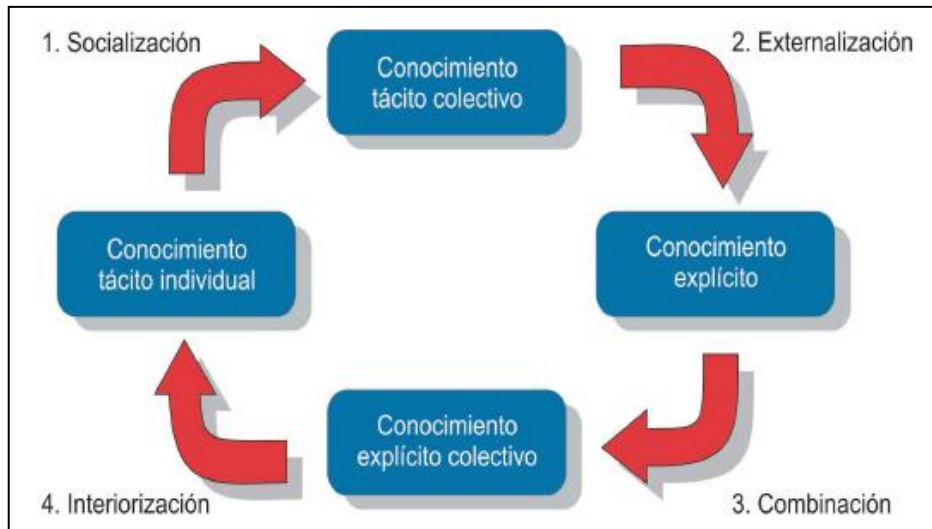 1. Socialización
2. Externalización
Conocimiento
tácito colectivo
Conocimiento
tácito individual
Conocimiento
explícito
Conocimiento
explícito colectivo
4. Interiorización
3. Combinación